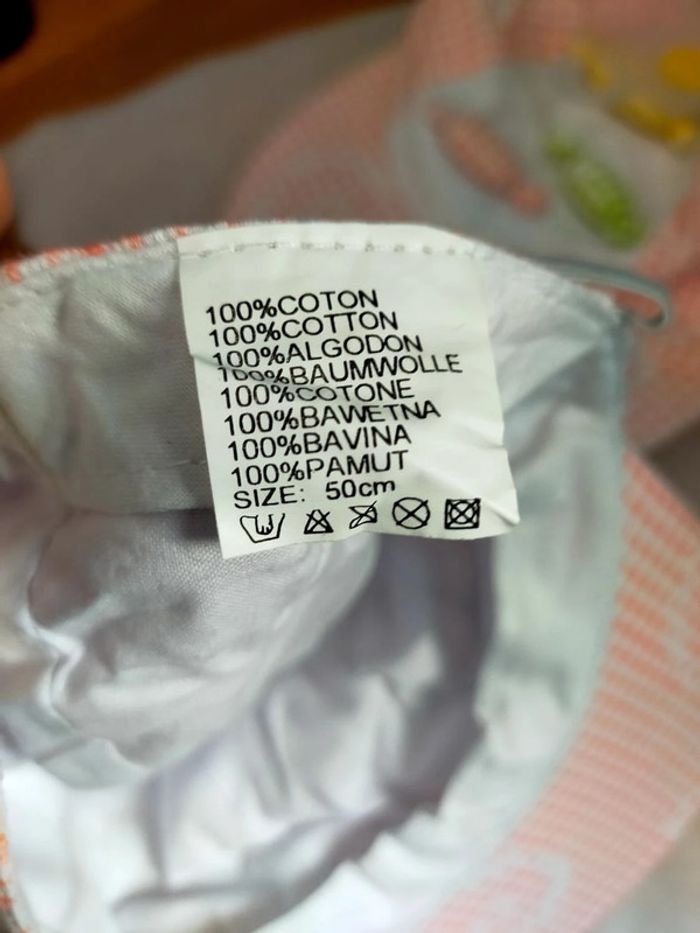 100%COTON
100%COTTON
100%ALGODON
100%BAUMWOLLE
100%COTONE
100%BAWETNA
100%BAVINA
100%PAMUT
SIZE: 50cm